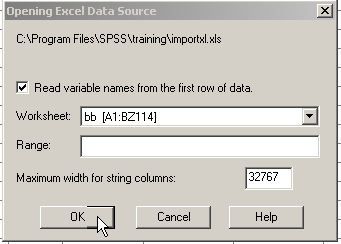 Opening Excel Data Source
C:\Program Files\SPSS\training\importxl.xls
Read variable names from the first row of data.
Worksheet: bb [A1:BZ114]
Range:
Maximum width for string columns: 32767
OK Cancel Help